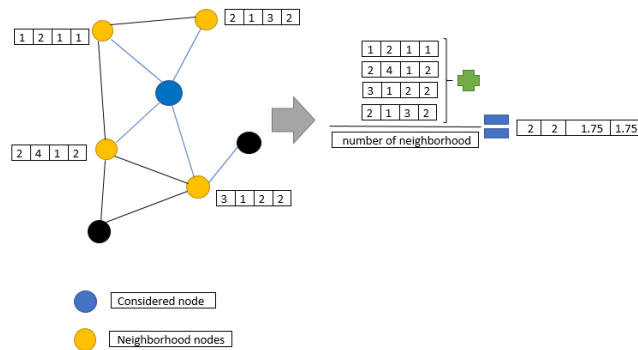 2 1 3 2
1 2 1 1
2 4 1 2
3 1 2 2
1 2 1 1
2 4 1 2
3 1 2 2
2 1 3 2
number of neighborhood
2 2 1.75 1.75
Considered node
Neighborhood nodes